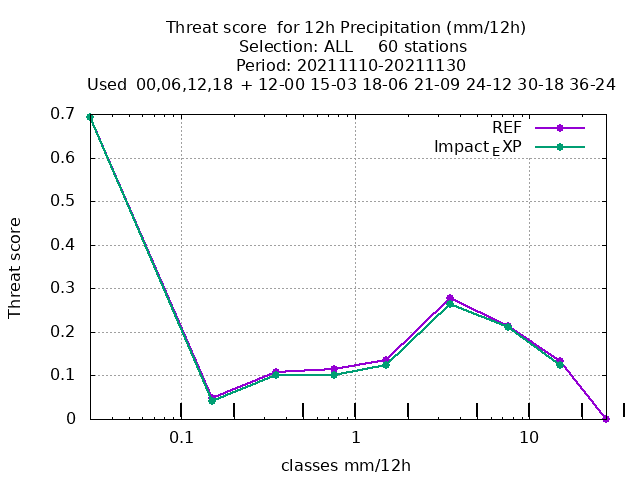 Threat score  for 12h Precipitation (mm/12h)
Selection: ALL     60 stations
Period: 20211110-20211130
Used  00,06,12,18  + 12-00 15-03 18-06 21-09 24-12 30-18 36-24
REF
Impact_EXP
0.7
0.6
0.5
0.4
0.3
0.2
0.1
0
Threat score
0.1
1
10
classes mm/12h